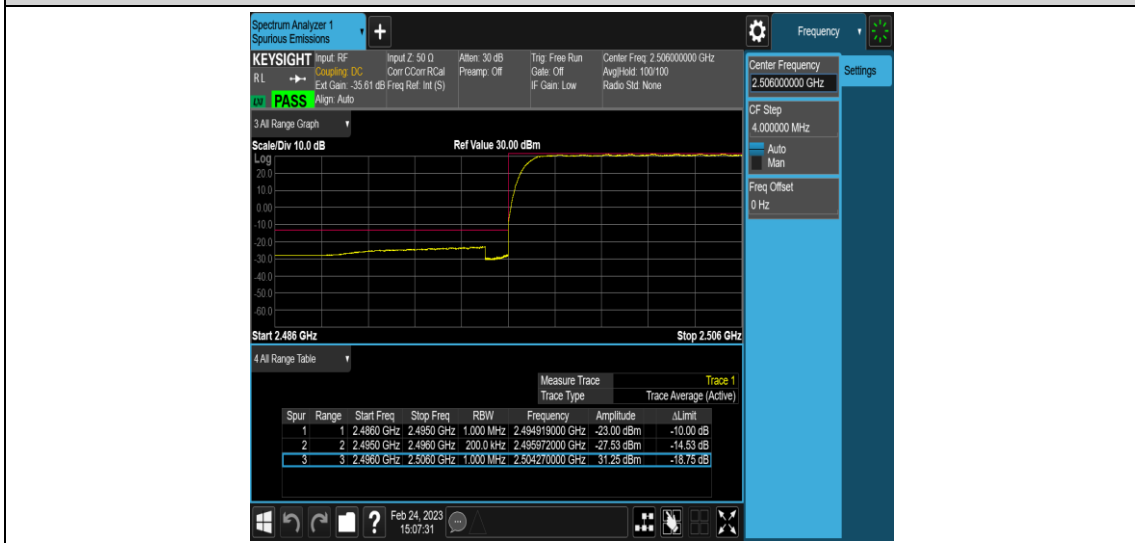 Spectrum Analyzer 1
Spurious Emissions
Frequency
KEYSIGHT Input: RF Input Z: 50 Ω Atten: 30 dB Trig: Free Run Center Freq: 2.506000000 GHz
RL Coupling: DC Corr CCorr RCal Preamp: Off Gate: Off Avg|Hold: 100/100
Ext Gain: -35.61 dB Freq Ref: Int (S) IF Gain: Low Radio Std: None
PASS Align: Auto
Center Frequency
2.506000000 GHz
Settings
CF Step
4.000000 MHz
Auto
Man
Freq Offset
0 Hz
3 All Range Graph
Scale/Div 10.0 dB Ref Value 30.00 dBm
Log
20.0
10.0
0.00
-10.0
-20.0
-30.0
-40.0
-50.0
-60.0
Start 2.486 GHz Stop 2.506 GHz
4 All Range Table
Measure Trace Trace 1
Trace Type Trace Average (Active)
Spur Range Start Freq Stop Freq RBW Frequency Amplitude ΔLimit
1 1 2.4860 GHz 2.4950 GHz 1.000 MHz 2.494919000 GHz -23.00 dBm -10.00 dB
2 2 2.4950 GHz 2.4960 GHz 200.0 kHz 2.495972000 GHz -27.53 dBm -14.53 dB
3 3 2.4960 GHz 2.5060 GHz 1.000 MHz 2.504270000 GHz 31.25 dBm -18.75 dB
Feb 24, 2023
15:07:31